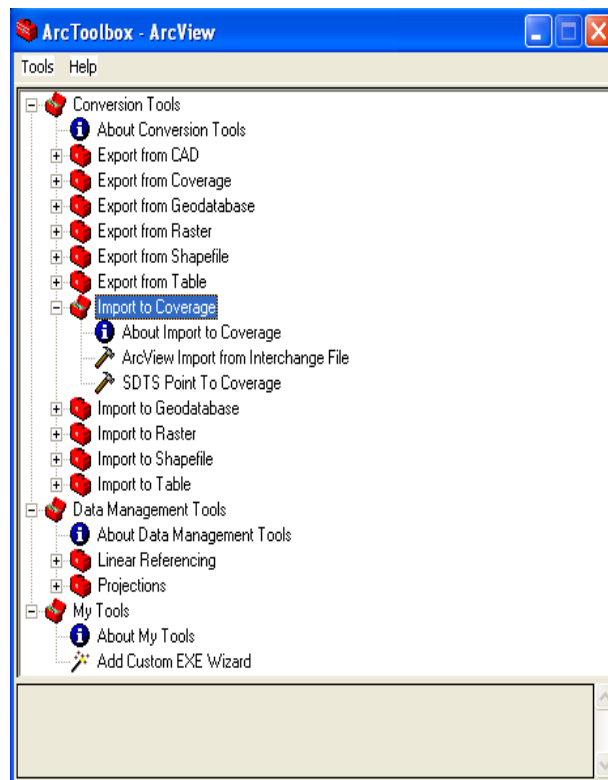 ArcToolbox - ArcView
Tools Help
Conversion Tools
About Conversion Tools
Export from CAD
Export from Coverage
Export from Geodatabase
Export from Raster
Export from Shapefile
Export from Table
Import to Coverage
About Import to Coverage
ArcView Import from Interchange File
SDTS Point To Coverage
Import to Geodatabase
Import to Raster
Import to Shapefile
Import to Table
Data Management Tools
About Data Management Tools
Linear Referencing
Projections
My Tools
About My Tools
Add Custom EXE Wizard